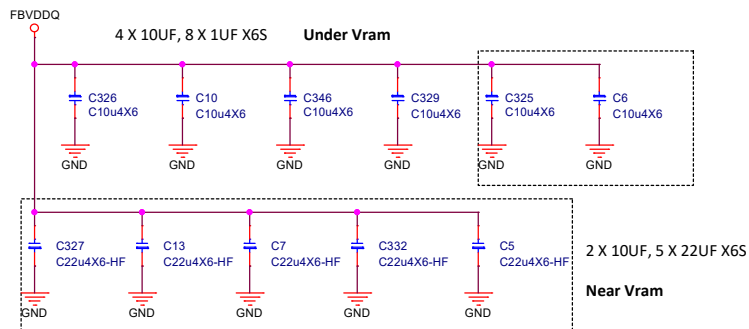 FBVDDQ
4 X 10UF, 8 X 1UF X6S Under Vram
C326 C10 C346 C329 C325 C6
C10u4X6 C10u4X6 C10u4X6 C10u4X6 C10u4X6 C10u4X6
GND GND GND GND GND GND
C327 C13 C7 C332 C5
C22u4X6-HF C22u4X6-HF C22u4X6-HF C22u4X6-HF C22u4X6-HF
2 X 10UF, 5 X 22UF X6S
Near Vram
GND GND GND GND GND